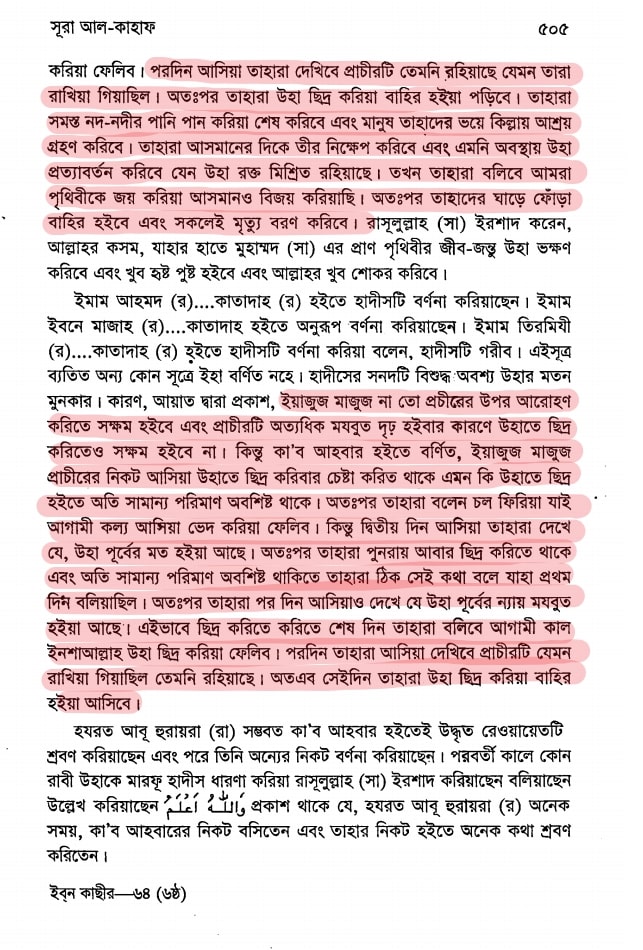 সূরা আল-কাহাফ ৫০৫
করিয়া ফেলিব। পরদিন আসিয়া তাহারা দেখিবে প্রাচীরটি তেমনি রহিয়াছে যেমন তারা
রাখিয়া গিয়াছিল। অতঃপর তাহারা উহা ছিদ্র করিয়া বাহির হইয়া পড়িবে। তাহারা
সমস্ত নদ-নদীর পানি পান করিয়া শেষ করিবে এবং মানুষ তাহাদের ভয়ে কিল্লায় আশ্রয়
গ্রহণ করিবে। তাহারা আসমানের দিকে তীর নিক্ষেপ করিবে এবং এমনি অবস্থায় উহা
প্রত্যাবর্তন করিবে যেন উহা রক্ত মিশ্রিত রহিয়াছে। তখন তাহারা বলিবে আমরা
পৃথিবীকে জয় করিয়া আসমানও বিজয় করিয়াছি। অতঃপর তাহাদের ঘাড়ে ফোঁড়া
বাহির হইবে এবং সকলেই মৃত্যু বরণ করিবে। রাসূলুল্লাহ (সা) ইরশাদ করেন,
আল্লাহর কসম, যাহার হাতে মুহাম্মদ (সা) এর প্রাণ পৃথিবীর জীব-জন্তু উহা ভক্ষণ
করিবে এবং খুব হৃষ্ট পুষ্ট হইবে এবং আল্লাহর খুব শোকর করিবে।
ইমাম আহমদ (র)....কাতাদাহ (র) হইতে হাদীসটি বর্ণনা করিয়াছেন। ইমাম
ইবনে মাজাহ (র)....কাতাদাহ হইতে অনুরূপ বর্ণনা করিয়াছেন। ইমাম তিরমিযী
(র)....কাতাদাহ (র) হইতে হাদীসটি বর্ণনা করিয়া বলেন, হাদীসটি গরীব। এইসূত্র
ব্যতিত অন্য কোন সূত্রে ইহা বর্ণিত নহে। হাদীসের সনদটি বিশুদ্ধ অবশ্য উহার মতন
মুনকার। কারণ, আয়াত দ্বারা প্রকাশ, ইয়াজুজ মাজুজ না তো প্রচীরের উপর আরোহণ
করিতে সক্ষম হইবে এবং প্রাচীরটি অত্যধিক মযবুত দৃঢ় হইবার কারণে উহাতে ছিদ্র
করিতেও সক্ষম হইবে না। কিন্তু কা'ব আহবার হইতে বর্ণিত, ইয়াজুজ মাজুজ
প্রাচীরের নিকট আসিয়া উহাতে ছিদ্র করিবার চেষ্টা করিত থাকে এমন কি উহাতে ছিদ্র
হইতে অতি সামান্য পরিমাণ অবশিষ্ট থাকে। অতঃপর তাহারা বলেন চল ফিরিয়া যাই
আগামী কল্য আসিয়া ভেদ করিয়া ফেলিব। কিন্তু দ্বিতীয় দিন আসিয়া তাহারা দেখে
যে, উহা পূর্বের মত হইয়া আছে। অতঃপর তাহারা পুনরায় আবার ছিদ্র করিতে থাকে
এবং অতি সামান্য পরিমাণ অবশিষ্ট থাকিতে তাহারা ঠিক সেই কথা বলে যাহা প্রথম
দিন বলিয়াছিল। অতঃপর তাহারা পর দিন আসিয়াও দেখে যে উহা পূর্বের ন্যায় মযবুত
হইয়া আছে। এইভাবে ছিদ্র করিতে করিতে শেষ দিন তাহারা বলিবে আগামী কাল
ইনশাআল্লাহ উহা ছিদ্র করিয়া ফেলিব। পরদিন তাহারা আসিয়া দেখিবে প্রাচীরটি যেমন
রাখিয়া গিয়াছিল তেমনি রহিয়াছে। অতএব সেইদিন তাহারা উহা ছিদ্র করিয়া বাহির
হইয়া আসিবে।
হযরত আবূ হুরায়রা (রা) সম্ভবত কা'ব আহবার হইতেই উদ্ধৃত রেওয়ায়েতটি
শ্রবণ করিয়াছেন এবং পরে তিনি অন্যের নিকট বর্ণনা করিয়াছেন। পরবর্তী কালে কোন
রাবী উহাকে মারফূ হাদীস ধারণা করিয়া রাসূলুল্লাহ (সা) ইরশাদ করিয়াছেন বলিয়াছেন
উল্লেখ করিয়াছেন وَاللّٰهُ اَعْلَمُ প্রকাশ থাকে যে, হযরত আবূ হুরায়রা (র) অনেক
সময়, কা'ব আহবারের নিকট বসিতেন এবং তাহার নিকট হইতে অনেক কথা শ্রবণ
করিতেন।
ইব্‌ন কাছীর—৬৪ (৬ষ্ঠ)